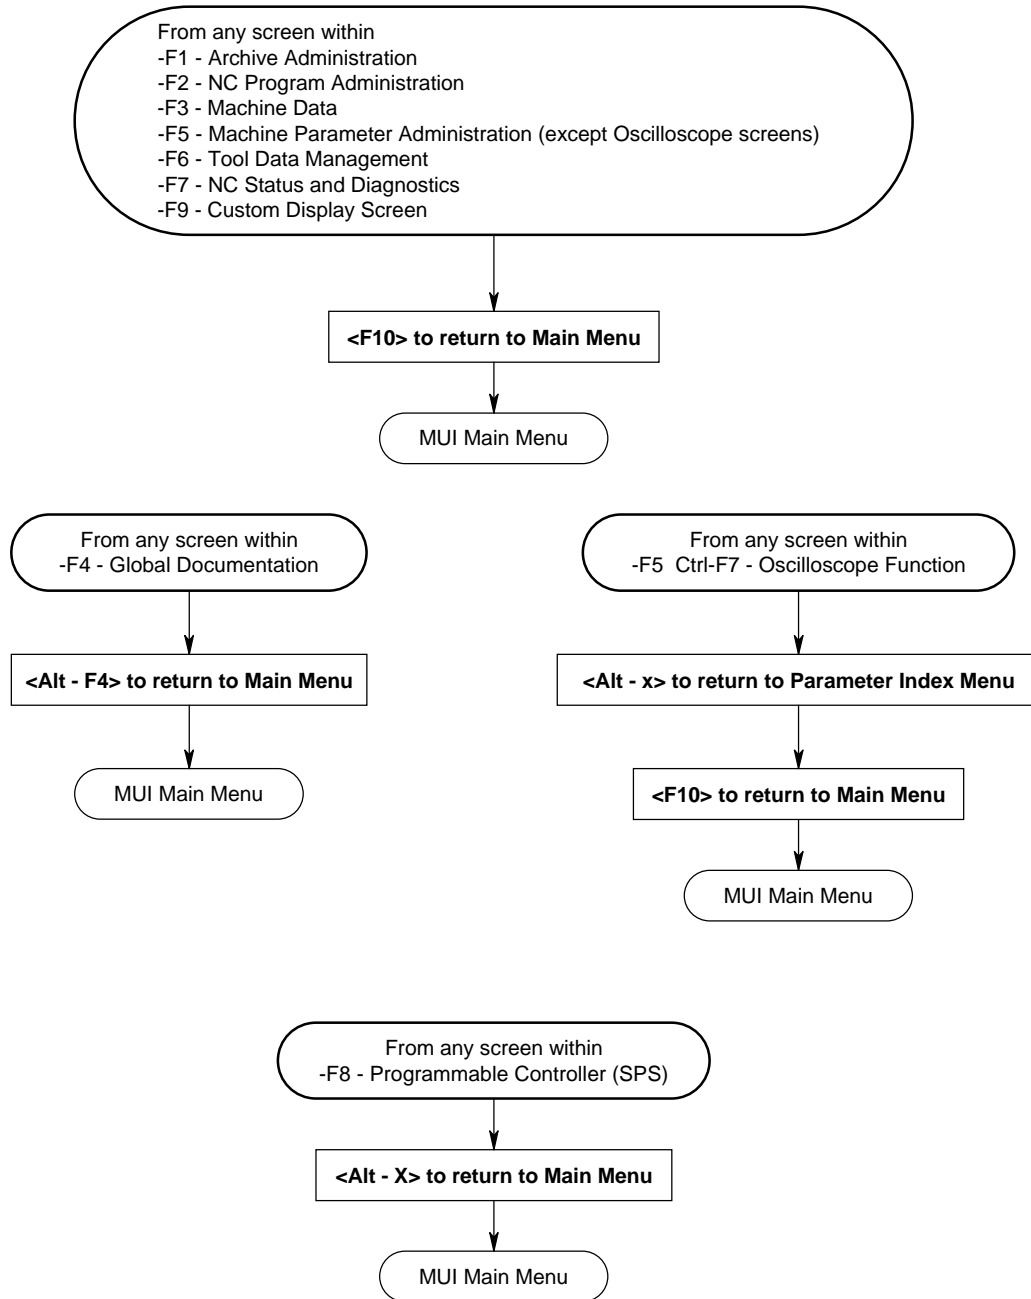 From any screen within
-F1 - Archive Administration
-F2 - NC Program Administration
-F3 - Machine Data
-F5 - Machine Parameter Administration (except Oscilloscope screens)
-F6 - Tool Data Management
-F7 - NC Status and Diagnostics
-F9 - Custom Display Screen
<F10> to return to Main Menu
MUI Main Menu
From any screen within
-F4 - Global Documentation
<Alt - F4> to return to Main Menu
MUI Main Menu
From any screen within
-F5  Ctrl-F7 - Oscilloscope Function
<Alt - x> to return to Parameter Index Menu
<F10> to return to Main Menu
MUI Main Menu
From any screen within
-F8 - Programmable Controller (SPS)
<Alt - X> to return to Main Menu
MUI Main Menu